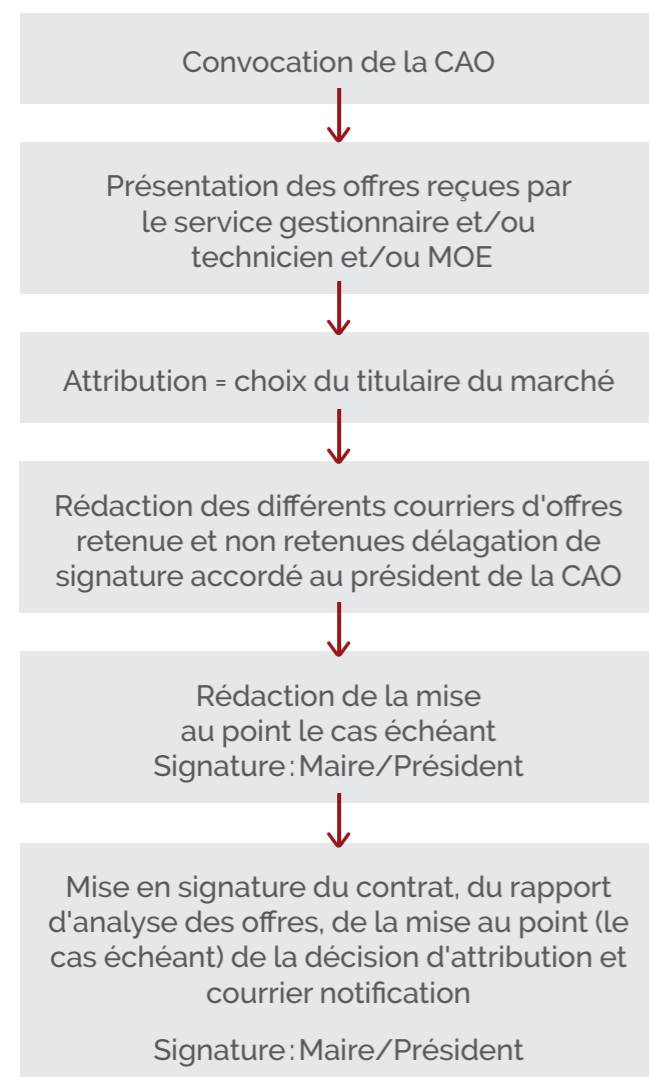 Convocation de la CAO
Présentation des offres reçues par
le service gestionnaire et/ou
technicien et/ou MOE
Attribution = choix du titulaire du marché
Rédaction des différents courriers d'offres
retenue et non retenues délagation de
signature accordé au président de la CAO
Rédaction de la mise
au point le cas échéant
Signature : Maire/Président
Mise en signature du contrat, du rapport
d'analyse des offres, de la mise au point (le
cas échéant) de la décision d'attribution et
courrier notification
Signature : Maire/Président